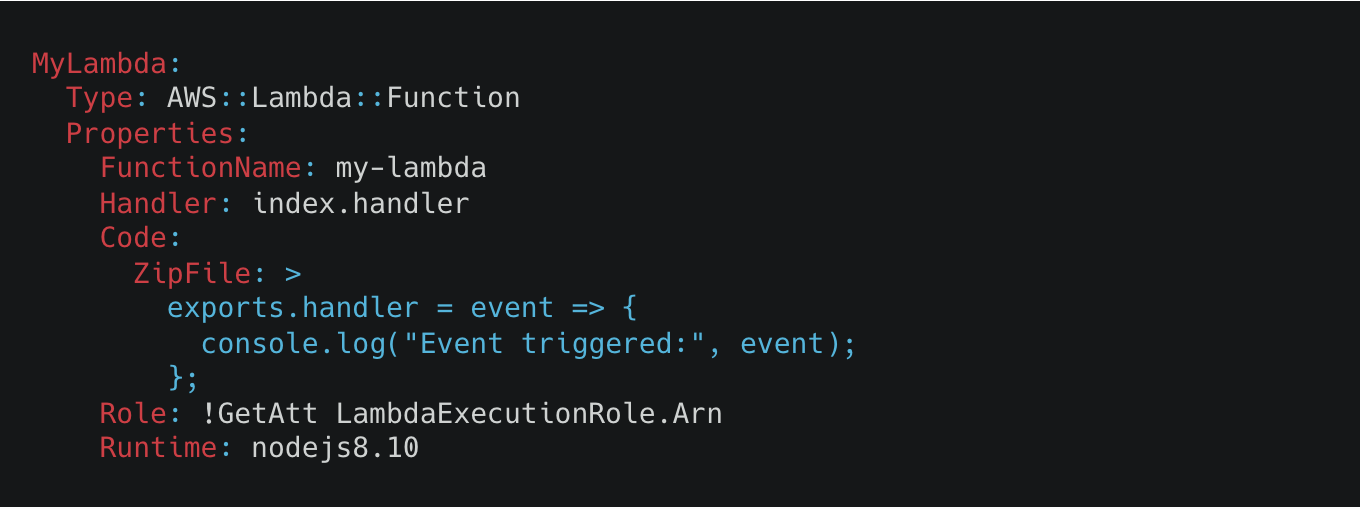 MyLambda:
  Type: AWS::Lambda::Function
  Properties:
    FunctionName: my-lambda
    Handler: index.handler
    Code:
      ZipFile: >
        exports.handler = event => {
          console.log("Event triggered:", event);
        };
    Role: !GetAtt LambdaExecutionRole.Arn
    Runtime: nodejs8.10